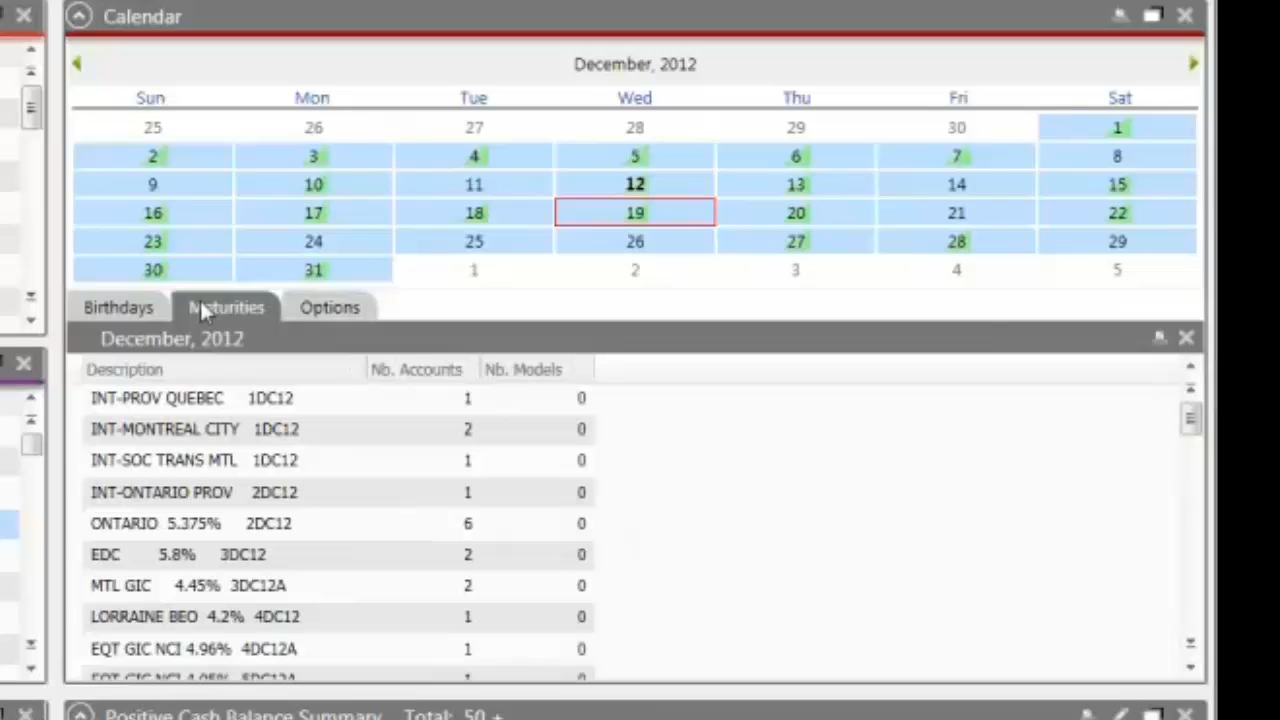 Calendar
December, 2012
Sun Mon Tue Wed Thu Fri Sat
25 26 27 28 29 30 1
2 3 4 5 6 7 8
9 10 11 12 13 14 15
16 17 18 19 20 21 22
23 24 25 26 27 28 29
30 31 1 2 3 4 5
Birthdays Maturities Options
December, 2012
Description Nb. Accounts Nb. Models
INT-PROV QUEBEC 1DC12 1 0
INT-MONTREAL CITY 1DC12 2 0
INT-SOC TRANS MTL 1DC12 1 0
INT-ONTARIO PROV 2DC12 1 0
ONTARIO 5.375% 2DC12 6 0
EDC 5.8% 3DC12 2 0
MTL GIC 4.45% 3DC12A 2 0
LORRAINE BEO 4.2% 4DC12 1 0
EQT GIC NCI 4.96% 4DC12A 1 0
EQT GIC NCI 5DC12A 1 0
Positive Cash Balance Summary Total: 50 +